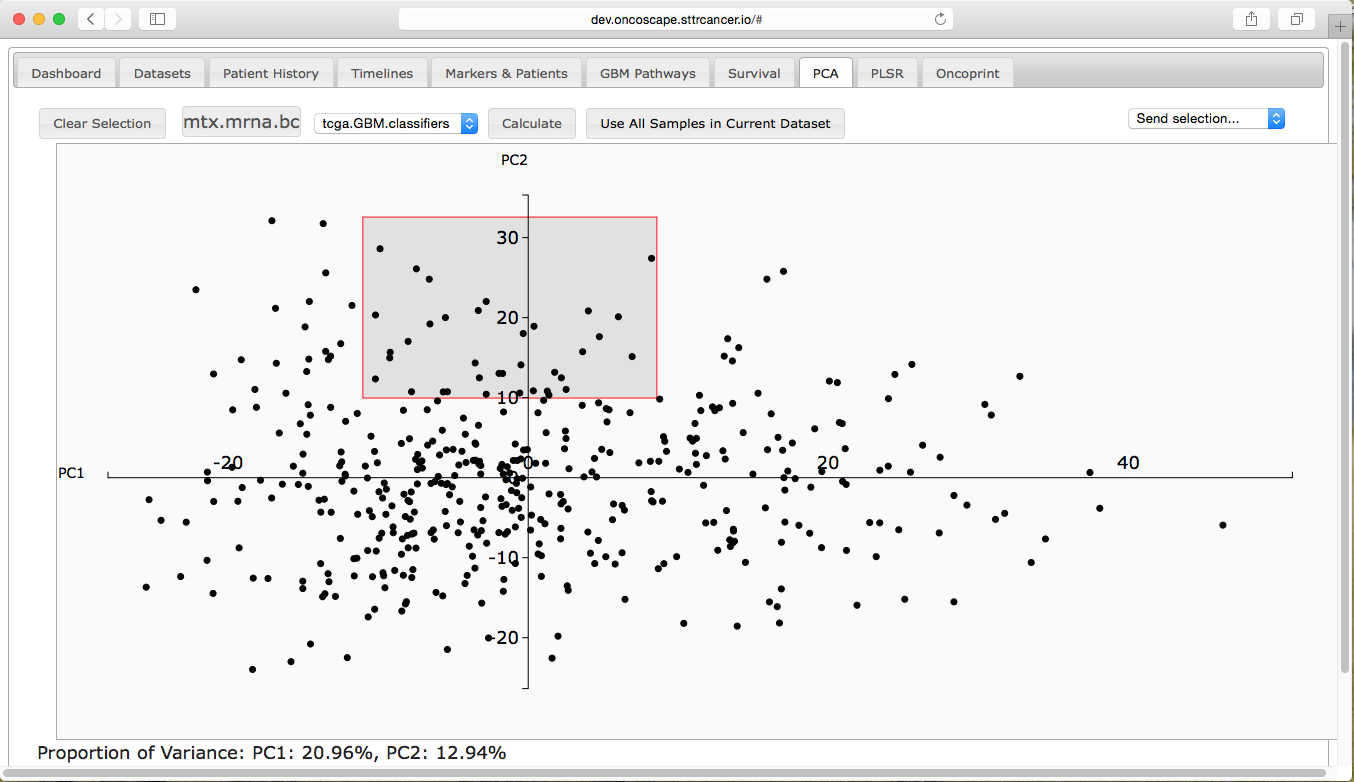 dev.oncoscape.sttrcancer.io/#
Dashboard Datasets Patient History Timelines Markers & Patients GBM Pathways Survival PCA PLSR Oncoprint
Clear Selection mtx.mrna.bc tcga.GBM.classifiers Calculate Use All Samples in Current Dataset Send selection...
PC2
30
20
10
PC1 -20 0 20 40
-10
-20
Proportion of Variance: PC1: 20.96%, PC2: 12.94%